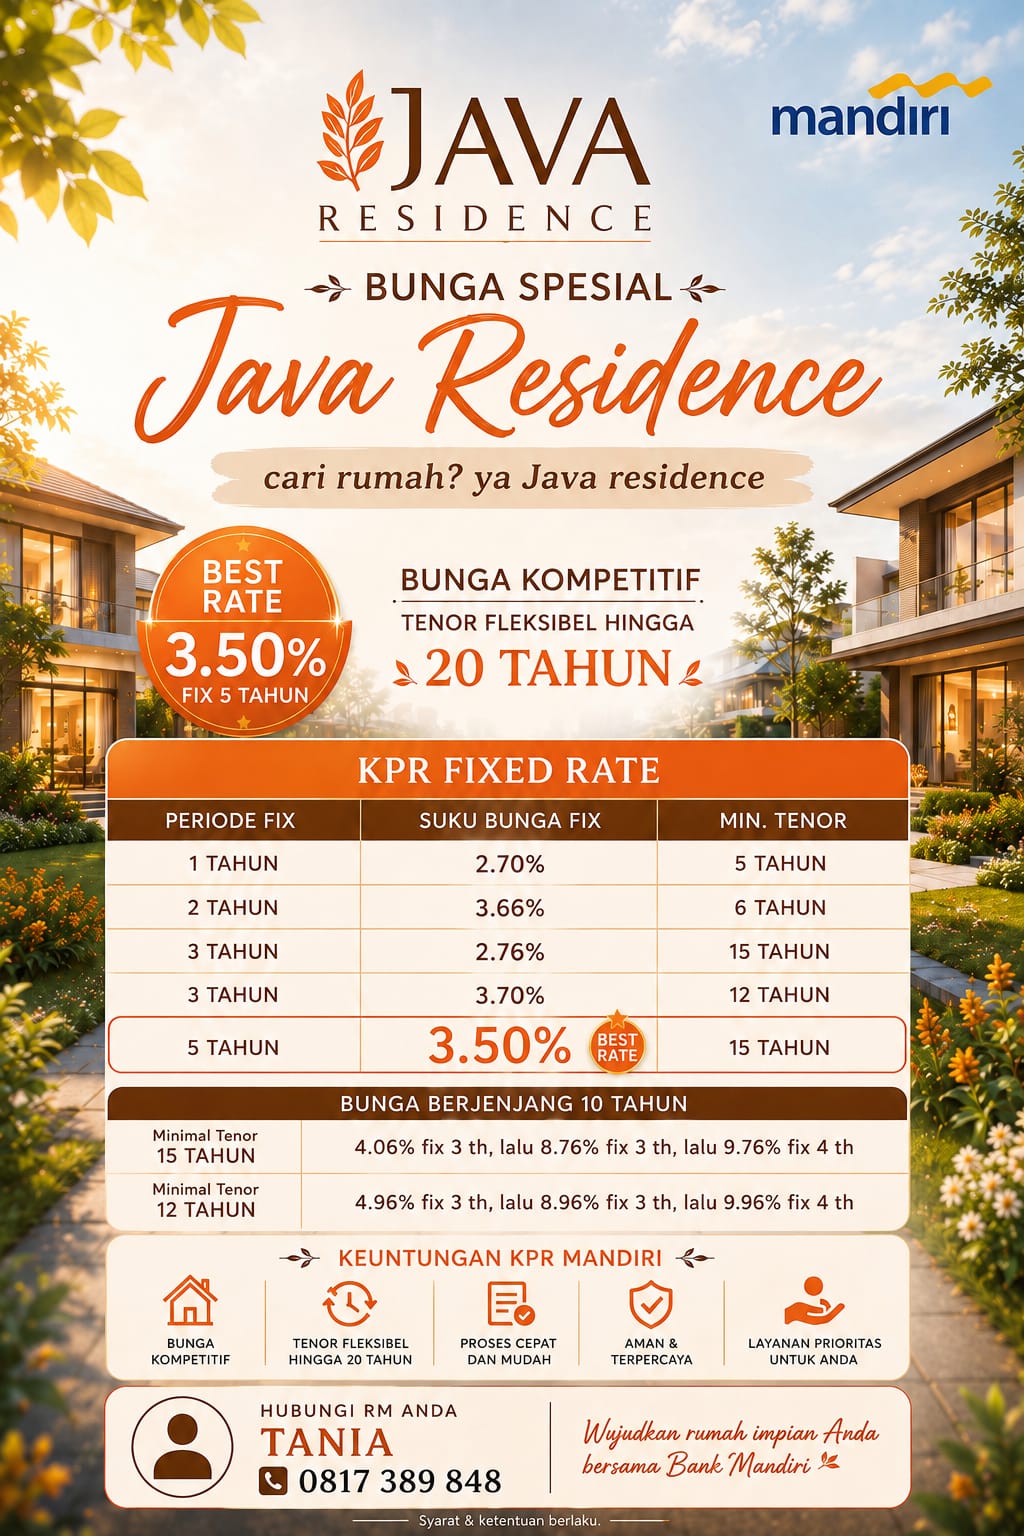 JAVA
RESIDENCE
mandiri
BUNGA SPESIAL
Java Residence
cari rumah? ya Java residence
BEST
RATE
3.50%
FIX 5 TAHUN
BUNGA KOMPETITIF
TENOR FLEKSIBEL HINGGA
20 TAHUN
KPR FIXED RATE
PERIODE FIX SUKU BUNGA FIX MIN. TENOR
1 TAHUN 2.70% 5 TAHUN
2 TAHUN 3.66% 6 TAHUN
3 TAHUN 2.76% 15 TAHUN
3 TAHUN 3.70% 12 TAHUN
5 TAHUN 3.50% BEST RATE 15 TAHUN
BUNGA BERJENJANG 10 TAHUN
Minimal Tenor
15 TAHUN
4.06% fix 3 th, lalu 8.76% fix 3 th, lalu 9.76% fix 4 th
Minimal Tenor
12 TAHUN
4.96% fix 3 th, lalu 8.96% fix 3 th, lalu 9.96% fix 4 th
KEUNTUNGAN KPR MANDIRI
BUNGA
KOMPETITIF
TENOR FLEKSIBEL
HINGGA 20 TAHUN
PROSES CEPAT
DAN MUDAH
AMAN &
TERPERCAYA
LAYANAN PRIORITAS
UNTUK ANDA
HUBUNGI RM ANDA
TANIA
0817 389 848
Wujudkan rumah impian Anda
bersama Bank Mandiri
Syarat & ketentuan berlaku.